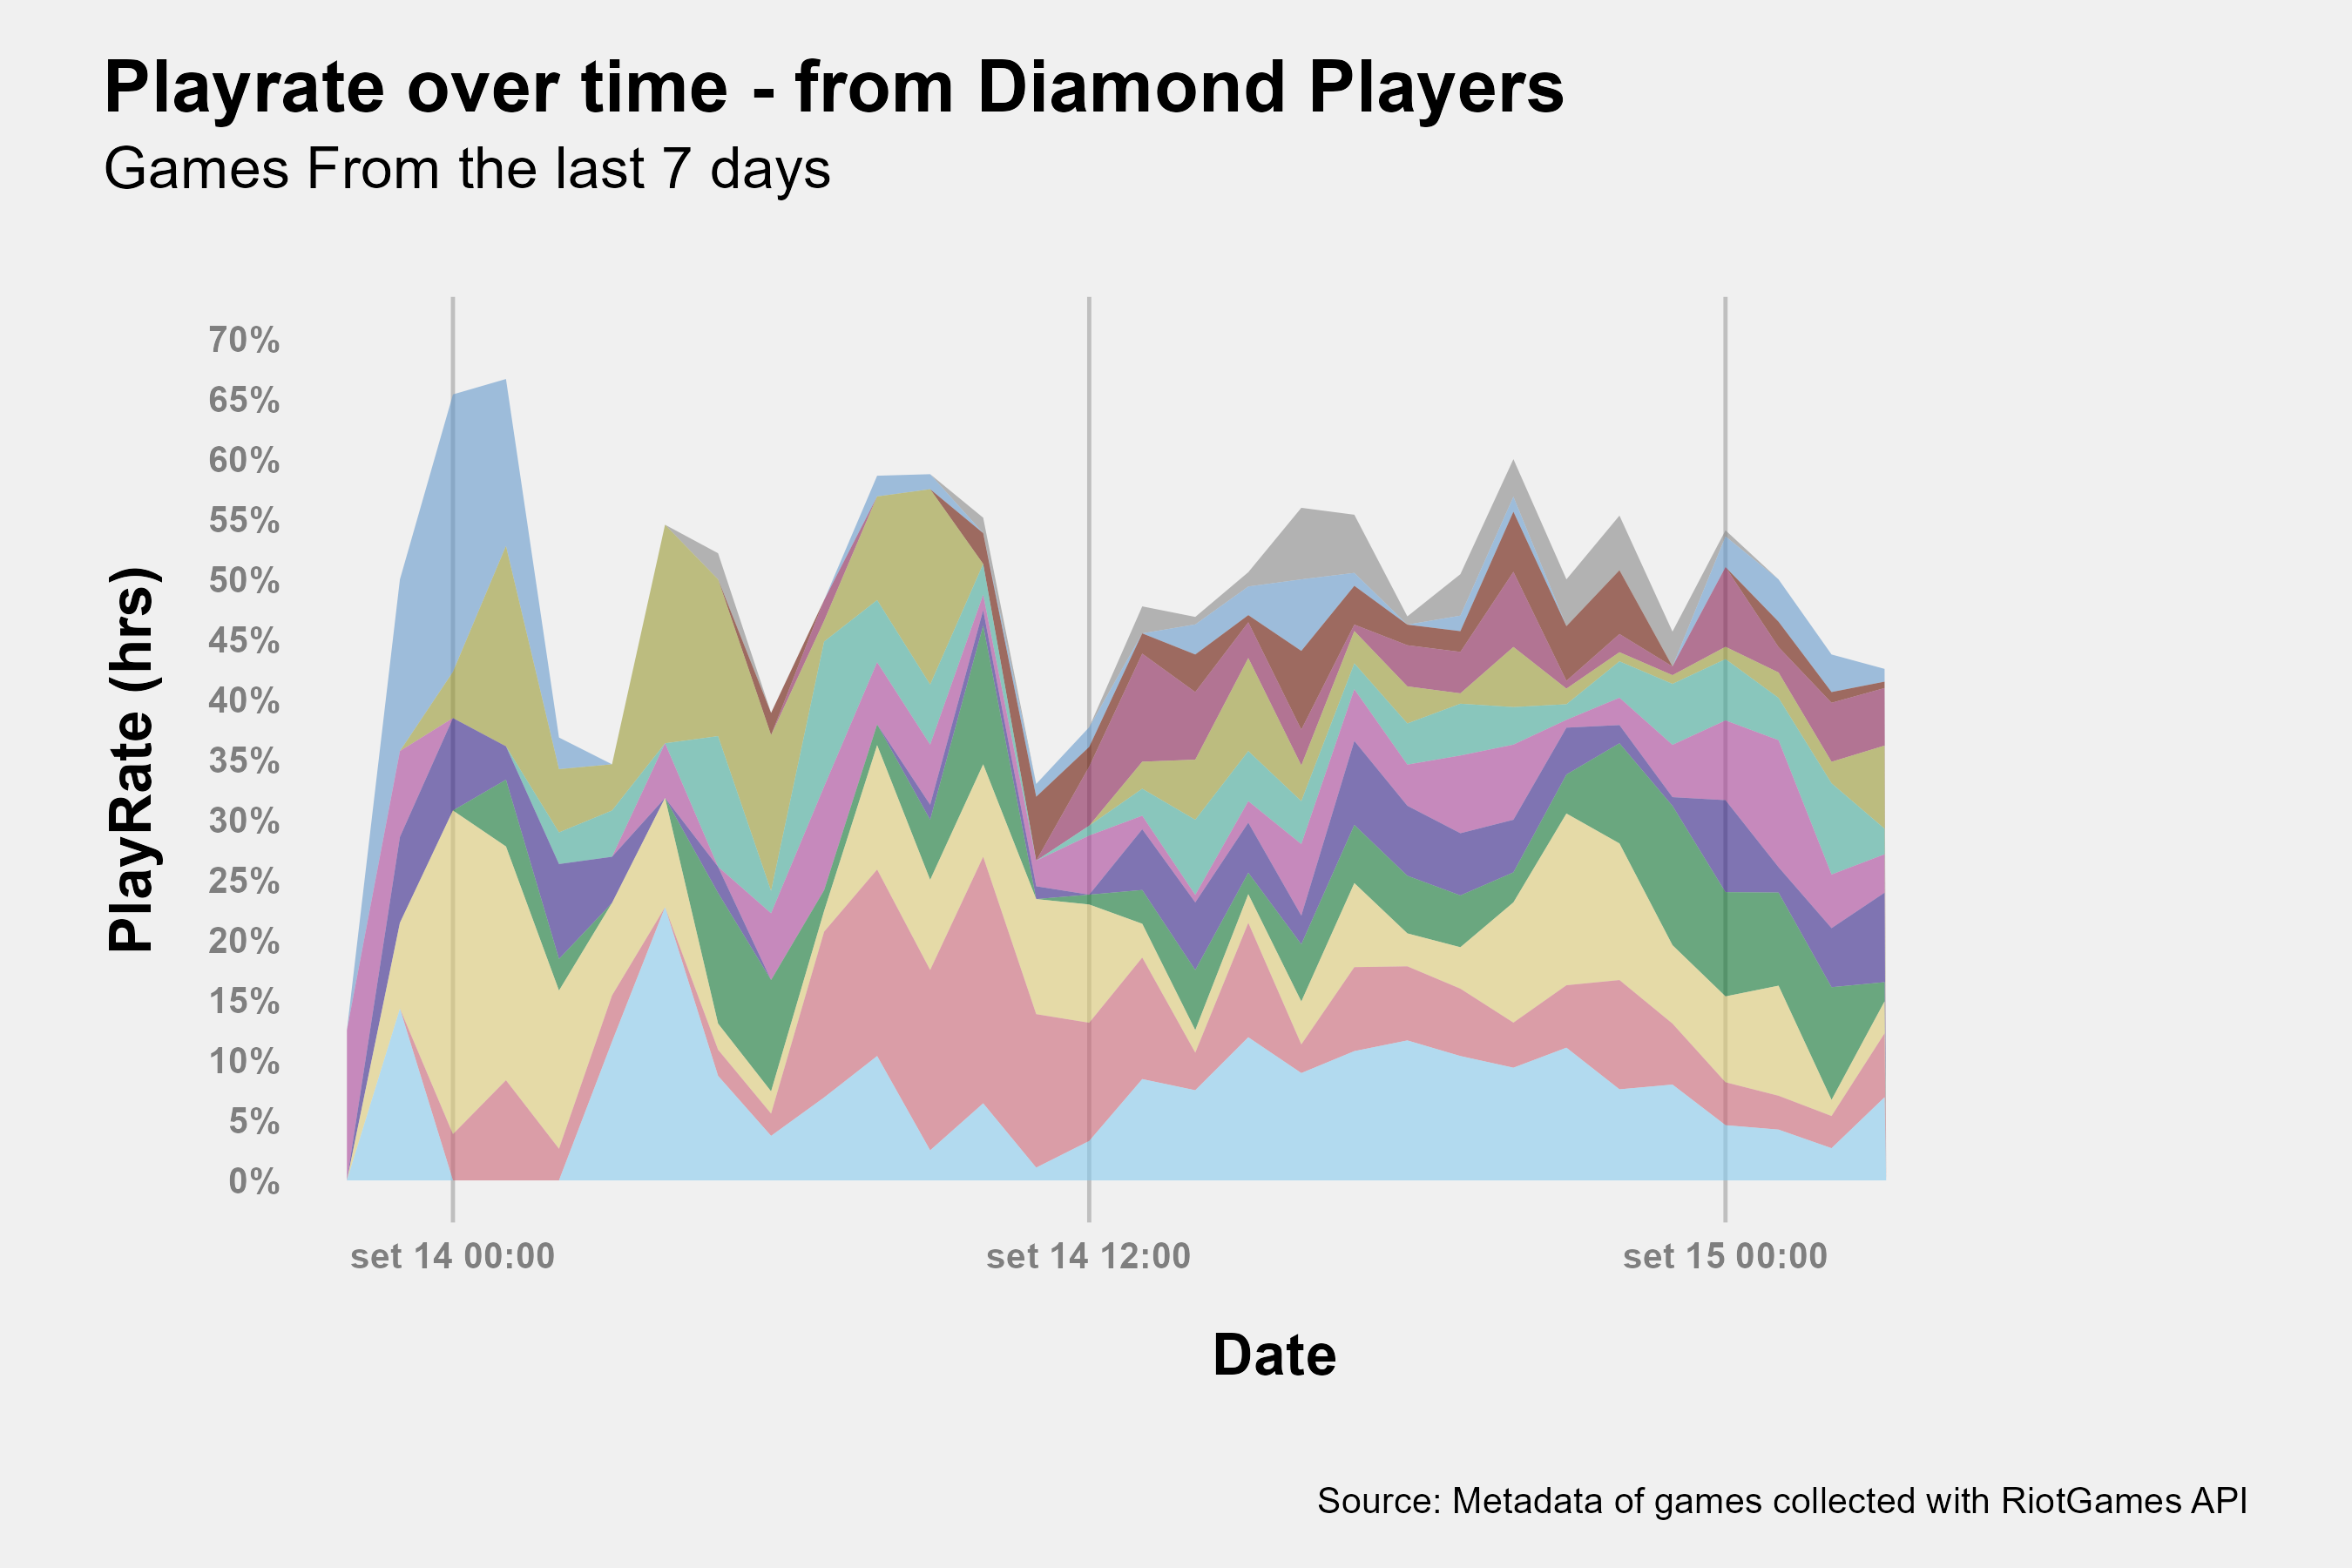 Playrate over time - from Diamond Players
Games From the last 7 days
PlayRate (hrs)
70%
65%
60%
55%
50%
45%
40%
35%
30%
25%
20%
15%
10%
5%
0%
set 14 00:00
set 14 12:00
set 15 00:00
Date
Source: Metadata of games collected with RiotGames API